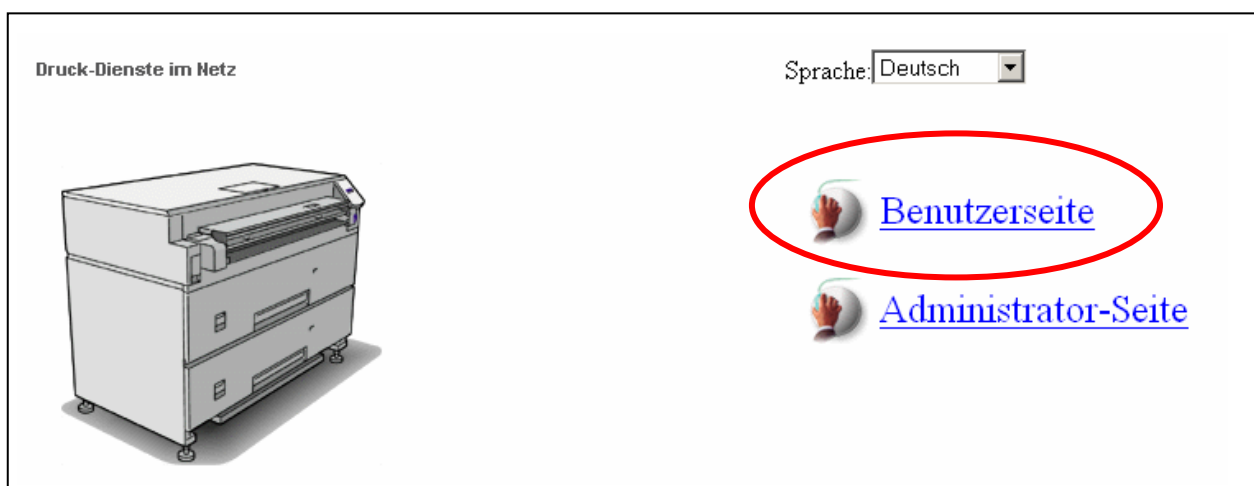 Druck-Dienste im Netz
Sprache: Deutsch
Benutzerseite
Administrator-Seite